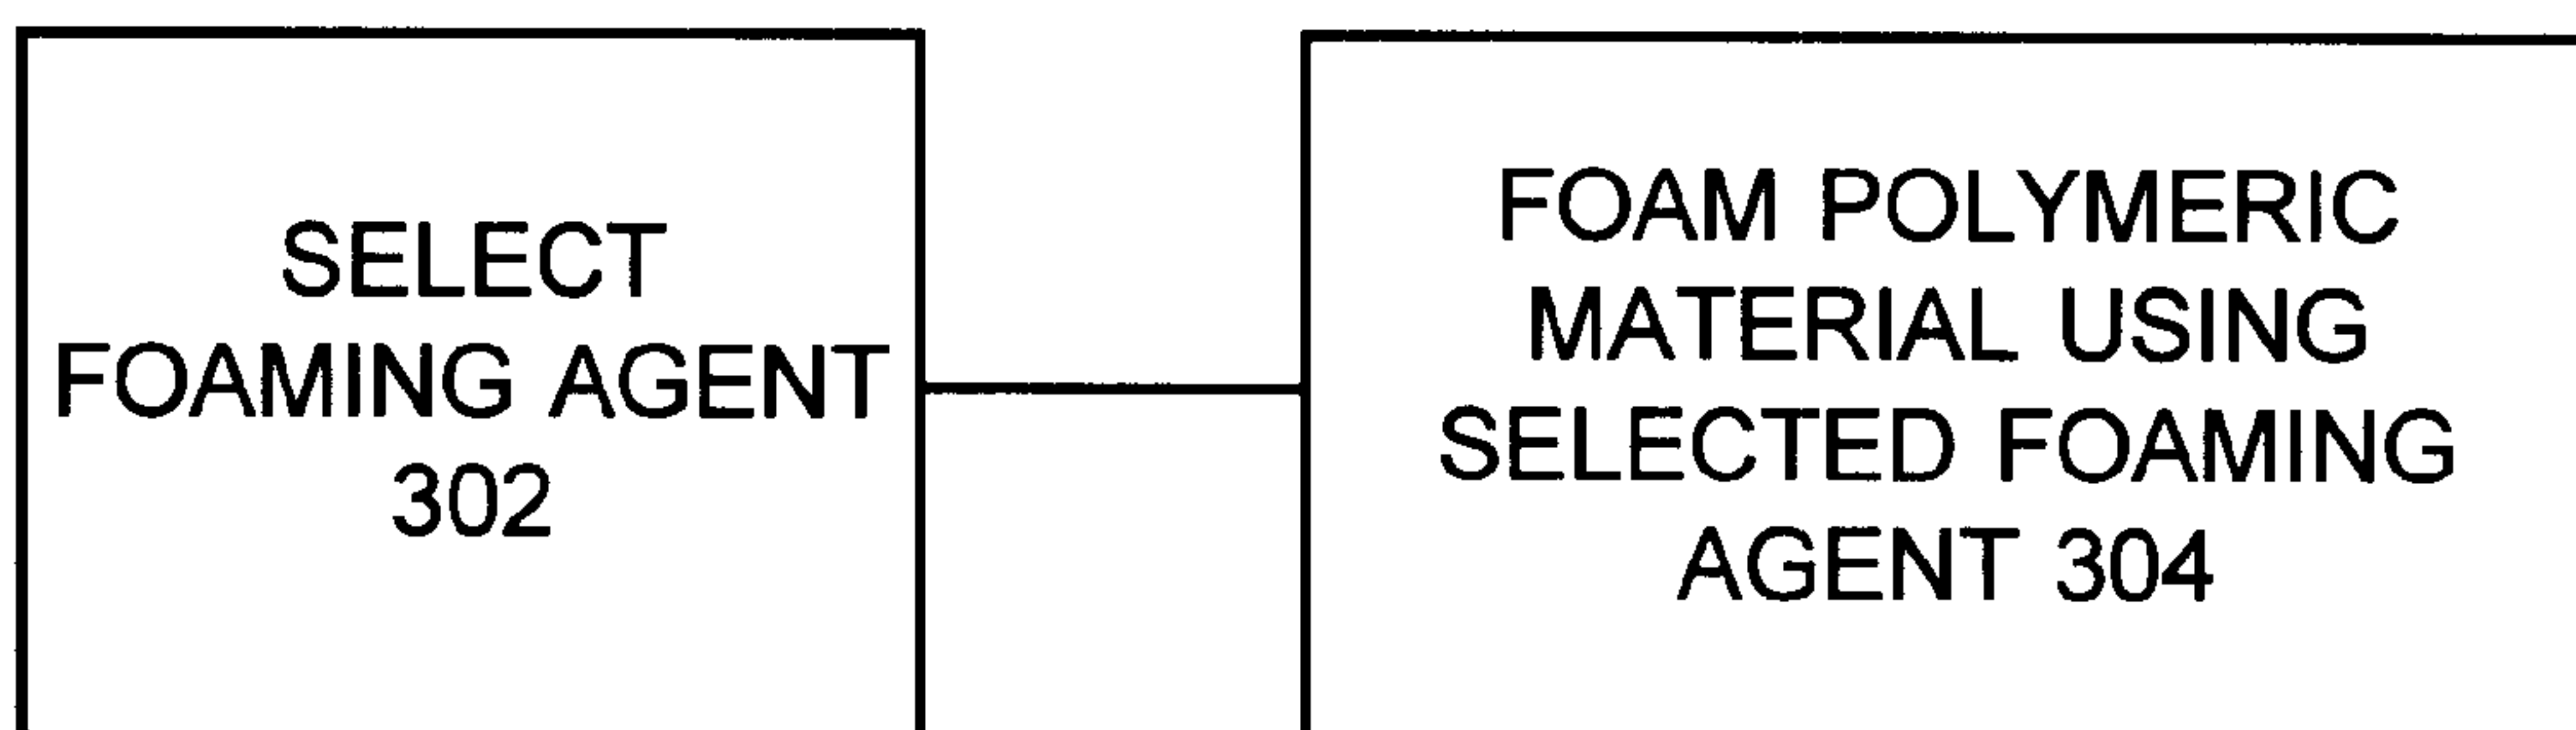 SELECT
FOAMING AGENT
302
FOAM POLYMERIC
MATERIAL USING
SELECTED FOAMING
AGENT 304